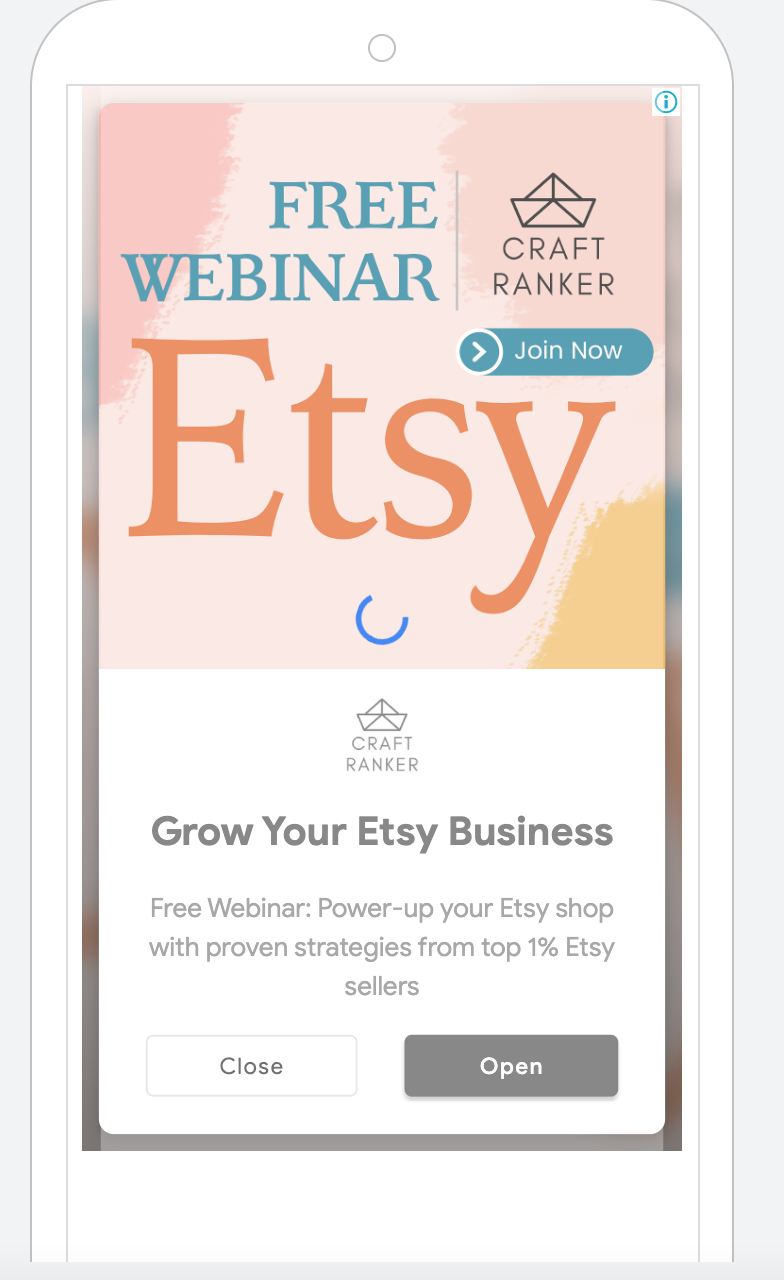 FREE
WEBINAR
CRAFT
RANKER
Join Now
Etsy
CRAFT
RANKER
Grow Your Etsy Business
Free Webinar: Power-up your Etsy shop
with proven strategies from top 1% Etsy
sellers
Close
Open